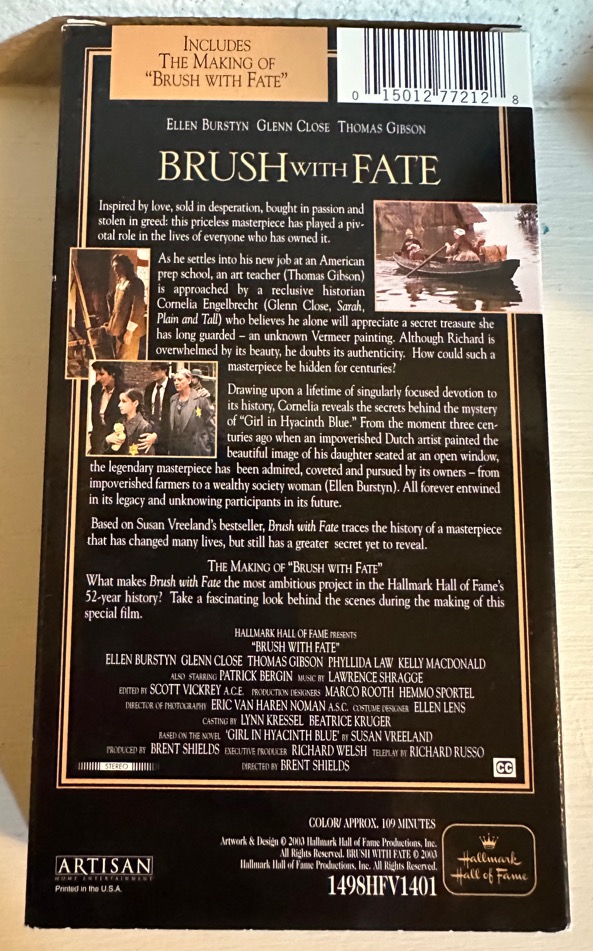 INCLUDES
THE MAKING OF
"BRUSH WITH FATE"
0 15012 77212 8
ELLEN BURSTYN GLENN CLOSE THOMAS GIBSON
BRUSH WITH FATE
Inspired by love, sold in desperation, bought in passion and
stolen in greed: this priceless masterpiece has played a piv-
otal role in the lives of everyone who has owned it.
As he settles into his new job at an American
prep school, an art teacher (Thomas Gibson)
is approached by a reclusive historian
Cornelia Engelbrecht (Glenn Close, Sarah,
Plain and Tall) who believes he alone will appreciate a secret treasure she
has long guarded – an unknown Vermeer painting. Although Richard is
overwhelmed by its beauty, he doubts its authenticity. How could such a
masterpiece be hidden for centuries?
Drawing upon a lifetime of singularly focused devotion to
its history, Cornelia reveals the secrets behind the mystery
of "Girl in Hyacinth Blue." From the moment three cen-
turies ago when an impoverished Dutch artist painted the
beautiful image of his daughter seated at an open window,
the legendary masterpiece has been admired, coveted and pursued by its owners – from
impoverished farmers to a wealthy society woman (Ellen Burstyn). All forever entwined
in its legacy and unknowing participants in its future.
Based on Susan Vreeland's bestseller, Brush with Fate traces the history of a masterpiece
that has changed many lives, but still has a greater secret yet to reveal.
THE MAKING OF "BRUSH WITH FATE"
What makes Brush with Fate the most ambitious project in the Hallmark Hall of Fame's
52-year history? Take a fascinating look behind the scenes during the making of this
special film.
HALLMARK HALL OF FAME PRESENTS
"BRUSH WITH FATE"
ELLEN BURSTYN GLENN CLOSE THOMAS GIBSON PHYLLIDA LAW KELLY MACDONALD
ALSO STARRING PATRICK BERGIN MUSIC BY LAWRENCE SHRAGGE
EDITED BY SCOTT VICKREY A.C.E. PRODUCTION DESIGNERS MARCO ROOTH HEMMO SPORTEL
DIRECTOR OF PHOTOGRAPHY ERIC VAN HAREN NOMAN A.S.C. COSTUME DESIGNER ELLEN LENS
CASTING BY LYNN KRESSEL BEATRICE KRUGER
BASED ON THE NOVEL 'GIRL IN HYACINTH BLUE' BY SUSAN VREELAND
PRODUCED BY BRENT SHIELDS EXECUTIVE PRODUCER RICHARD WELSH TELEPLAY BY RICHARD RUSSO
STEREO DIRECTED BY BRENT SHIELDS CC
COLOR/ APPROX. 109 MINUTES
Artwork & Design © 2003 Hallmark Hall of Fame Productions, Inc.
All Rights Reserved. BRUSH WITH FATE © 2003
Hallmark Hall of Fame Productions, Inc. All Rights Reserved.
1498HFV1401
Hallmark
Hall of Fame
ARTISAN
HOME ENTERTAINMENT
Printed in the U.S.A.